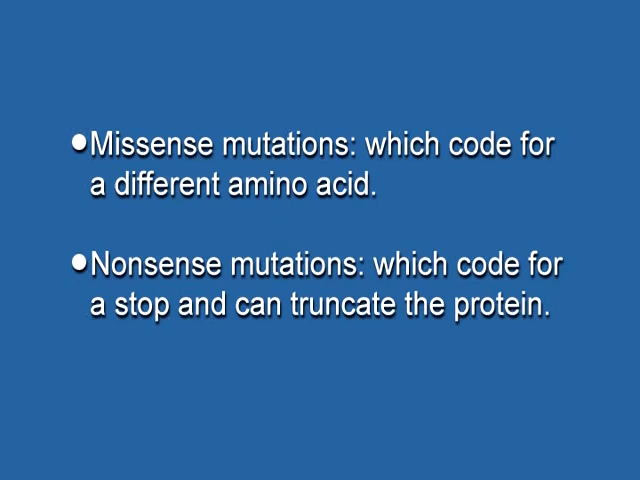 •Missense mutations: which code for
a different amino acid.
•Nonsense mutations: which code for
a stop and can truncate the protein.